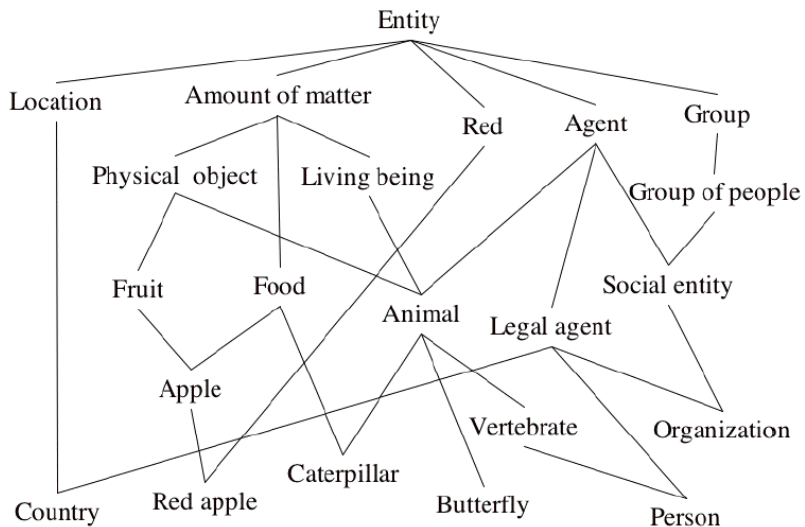 Entity
Location
Amount of matter
Red
Agent
Group
Physical object
Living being
Group of people
Fruit
Food
Animal
Legal agent
Social entity
Apple
Vertebrate
Organization
Country
Red apple
Caterpillar
Butterfly
Person